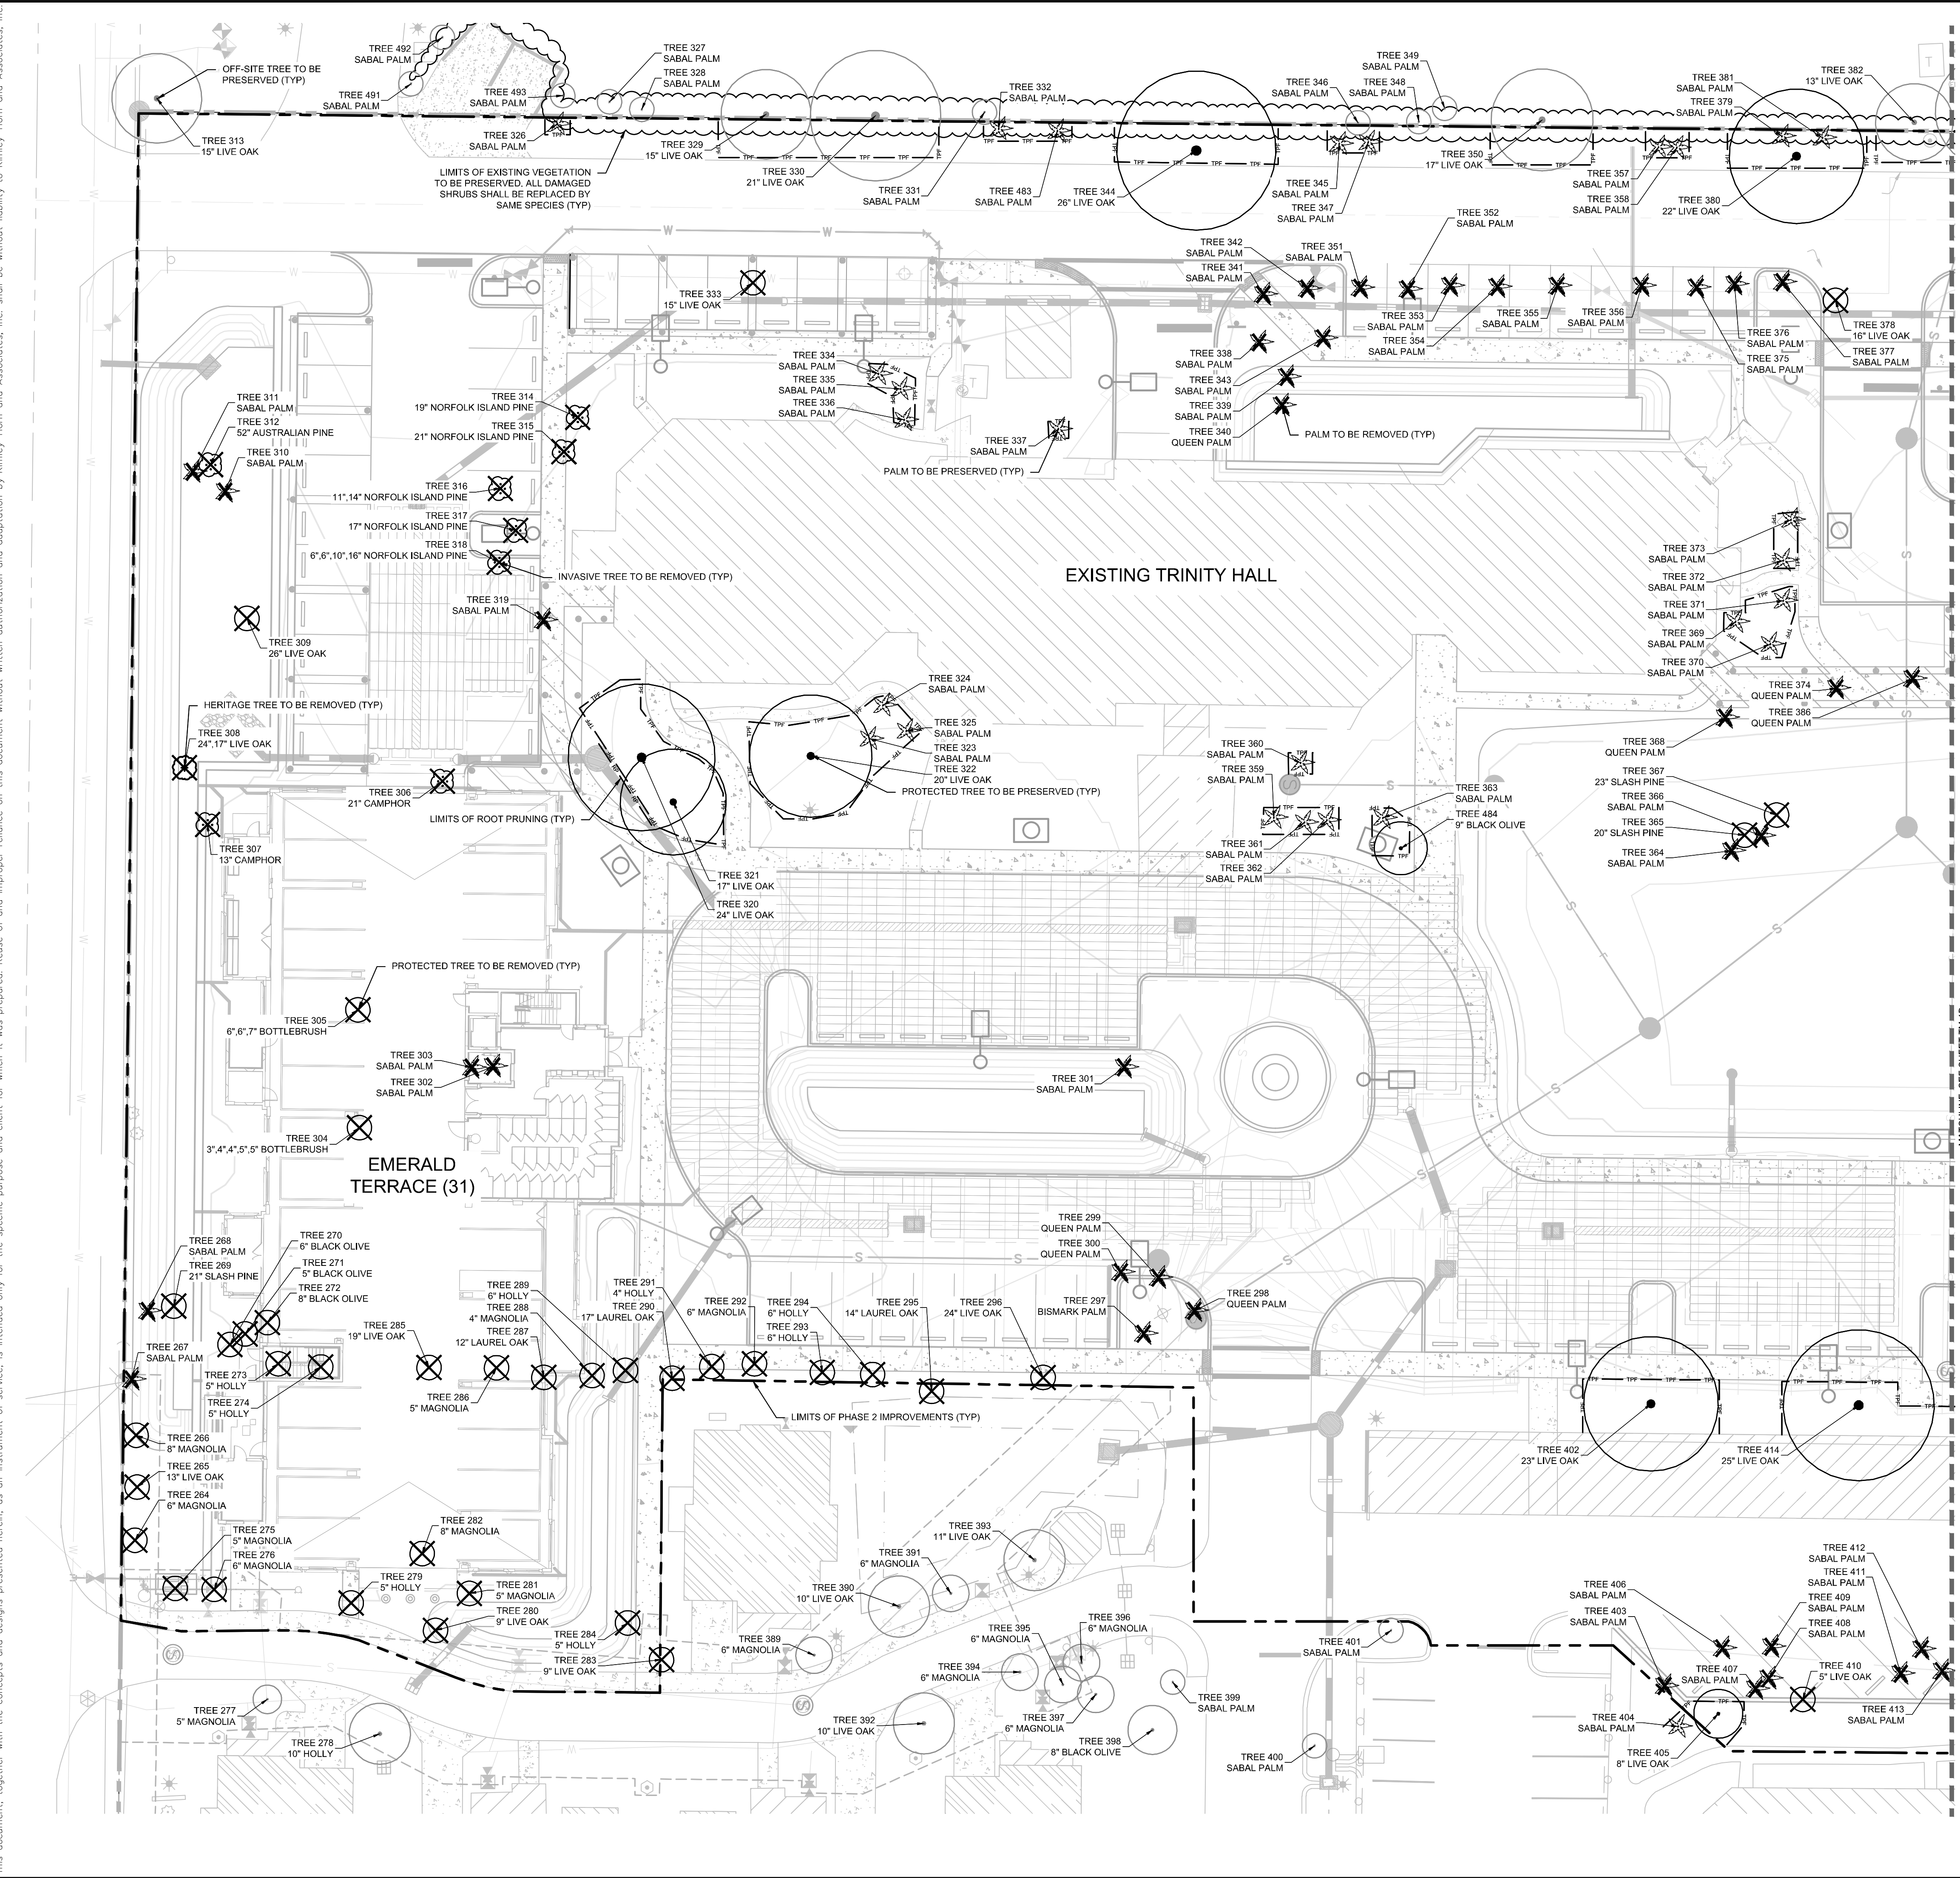 TREE 492
SABAL PALM
OFF-SITE TREE TO BE
PRESERVED (TYP)
TREE 491
SABAL PALM
TREE 493
SABAL PALM
TREE 327
SABAL PALM
TREE 328
SABAL PALM
TREE 332
SABAL PALM
TREE 349
SABAL PALM
TREE 346
SABAL PALM
TREE 348
SABAL PALM
TREE 381
SABAL PALM
TREE 379
SABAL PALM
TREE 382
13" LIVE OAK
TREE 313
15" LIVE OAK
TREE 326
SABAL PALM
TREE 329
15" LIVE OAK
TREE 330
21" LIVE OAK
LIMITS OF EXISTING VEGETATION
TO BE PRESERVED. ALL DAMAGED
SHRUBS SHALL BE REPLACED BY
SAME SPECIES (TYP)
TREE 331
SABAL PALM
TREE 483
SABAL PALM
TREE 344
26" LIVE OAK
TREE 345
SABAL PALM
TREE 347
SABAL PALM
TREE 350
17" LIVE OAK
TREE 357
SABAL PALM
TREE 358
SABAL PALM
TREE 380
22" LIVE OAK
TREE 352
SABAL PALM
TREE 342
SABAL PALM
TREE 341
SABAL PALM
TREE 351
SABAL PALM
TREE 333
15" LIVE OAK
TREE 353
SABAL PALM
TREE 354
SABAL PALM
TREE 355
SABAL PALM
TREE 356
SABAL PALM
TREE 376
SABAL PALM
TREE 375
SABAL PALM
TREE 378
16" LIVE OAK
TREE 377
SABAL PALM
TREE 334
SABAL PALM
TREE 335
SABAL PALM
TREE 336
SABAL PALM
TREE 338
SABAL PALM
TREE 343
SABAL PALM
TREE 339
SABAL PALM
TREE 340
QUEEN PALM
PALM TO BE REMOVED (TYP)
TREE 337
SABAL PALM
PALM TO BE PRESERVED (TYP)
TREE 311
SABAL PALM
TREE 312
52" AUSTRALIAN PINE
TREE 310
SABAL PALM
TREE 314
19" NORFOLK ISLAND PINE
TREE 315
21" NORFOLK ISLAND PINE
TREE 316
11",14" NORFOLK ISLAND PINE
TREE 317
17" NORFOLK ISLAND PINE
TREE 318
6",6",10",16" NORFOLK ISLAND PINE
INVASIVE TREE TO BE REMOVED (TYP)
TREE 319
SABAL PALM
EXISTING TRINITY HALL
TREE 373
SABAL PALM
TREE 372
SABAL PALM
TREE 371
SABAL PALM
TREE 369
SABAL PALM
TREE 370
SABAL PALM
TREE 374
QUEEN PALM
TREE 386
QUEEN PALM
TREE 368
QUEEN PALM
TREE 309
26" LIVE OAK
HERITAGE TREE TO BE REMOVED (TYP)
TREE 308
24",17" LIVE OAK
TREE 306
21" CAMPHOR
TREE 307
13" CAMPHOR
LIMITS OF ROOT PRUNING (TYP)
TREE 324
SABAL PALM
TREE 325
SABAL PALM
TREE 323
SABAL PALM
TREE 322
20" LIVE OAK
PROTECTED TREE TO BE PRESERVED (TYP)
TREE 321
17" LIVE OAK
TREE 320
24" LIVE OAK
TREE 360
SABAL PALM
TREE 359
SABAL PALM
TREE 363
SABAL PALM
TREE 484
9" BLACK OLIVE
TREE 361
SABAL PALM
TREE 362
SABAL PALM
TREE 367
23" SLASH PINE
TREE 366
SABAL PALM
TREE 365
20" SLASH PINE
TREE 364
SABAL PALM
PROTECTED TREE TO BE REMOVED (TYP)
TREE 305
6",6",7" BOTTLEBRUSH
TREE 303
SABAL PALM
TREE 302
SABAL PALM
TREE 304
3",4",4",5",5" BOTTLEBRUSH
EMERALD
TERRACE (31)
TREE 301
SABAL PALM
TREE 299
QUEEN PALM
TREE 300
QUEEN PALM
TREE 297
BISMARK PALM
TREE 298
QUEEN PALM
TREE 268
SABAL PALM
TREE 269
21" SLASH PINE
TREE 270
6" BLACK OLIVE
TREE 271
5" BLACK OLIVE
TREE 272
8" BLACK OLIVE
TREE 267
SABAL PALM
TREE 273
5" HOLLY
TREE 274
5" HOLLY
TREE 285
19" LIVE OAK
TREE 286
5" MAGNOLIA
TREE 289
6" HOLLY
TREE 288
4" MAGNOLIA
TREE 287
12" LAUREL OAK
TREE 291
4" HOLLY
TREE 290
17" LAUREL OAK
TREE 292
6" MAGNOLIA
TREE 294
6" HOLLY
TREE 293
6" HOLLY
TREE 295
14" LAUREL OAK
TREE 296
24" LIVE OAK
LIMITS OF PHASE 2 IMPROVEMENTS (TYP)
TREE 266
8" MAGNOLIA
TREE 265
13" LIVE OAK
TREE 264
6" MAGNOLIA
TREE 275
5" MAGNOLIA
TREE 276
6" MAGNOLIA
TREE 282
8" MAGNOLIA
TREE 279
5" HOLLY
TREE 281
5" MAGNOLIA
TREE 280
9" LIVE OAK
TREE 284
5" HOLLY
TREE 283
9" LIVE OAK
TREE 277
5" MAGNOLIA
TREE 278
10" HOLLY
TREE 393
11" LIVE OAK
TREE 391
6" MAGNOLIA
TREE 390
10" LIVE OAK
TREE 389
6" MAGNOLIA
TREE 395
6" MAGNOLIA
TREE 396
6" MAGNOLIA
TREE 394
6" MAGNOLIA
TREE 392
10" LIVE OAK
TREE 397
6" MAGNOLIA
TREE 398
8" BLACK OLIVE
TREE 399
SABAL PALM
TREE 400
SABAL PALM
TREE 401
SABAL PALM
TREE 402
23" LIVE OAK
TREE 414
25" LIVE OAK
TREE 406
SABAL PALM
TREE 403
SABAL PALM
TREE 412
SABAL PALM
TREE 411
SABAL PALM
TREE 409
SABAL PALM
TREE 408
SABAL PALM
TREE 407
SABAL PALM
TREE 410
5" LIVE OAK
TREE 404
SABAL PALM
TREE 405
8" LIVE OAK
TREE 413
SABAL PALM